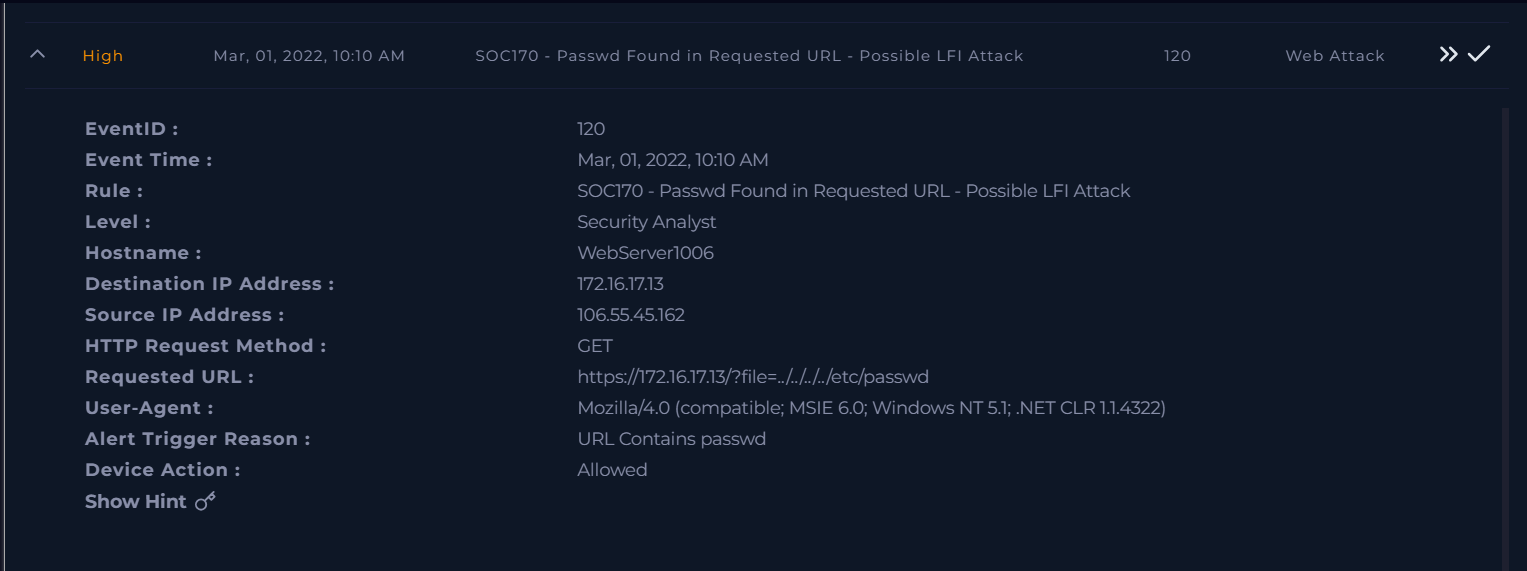 High Mar, 01, 2022, 10:10 AM SOC170 - Passwd Found in Requested URL - Possible LFI Attack 120 Web Attack
EventID : 120
Event Time : Mar, 01, 2022, 10:10 AM
Rule : SOC170 - Passwd Found in Requested URL - Possible LFI Attack
Level : Security Analyst
Hostname : WebServer1006
Destination IP Address : 172.16.17.13
Source IP Address : 106.55.45.162
HTTP Request Method : GET
Requested URL : https://172.16.17.13/?file=../../../../etc/passwd
User-Agent : Mozilla/4.0 (compatible; MSIE 6.0; Windows NT 5.1; .NET CLR 1.1.4322)
Alert Trigger Reason : URL Contains passwd
Device Action : Allowed
Show Hint